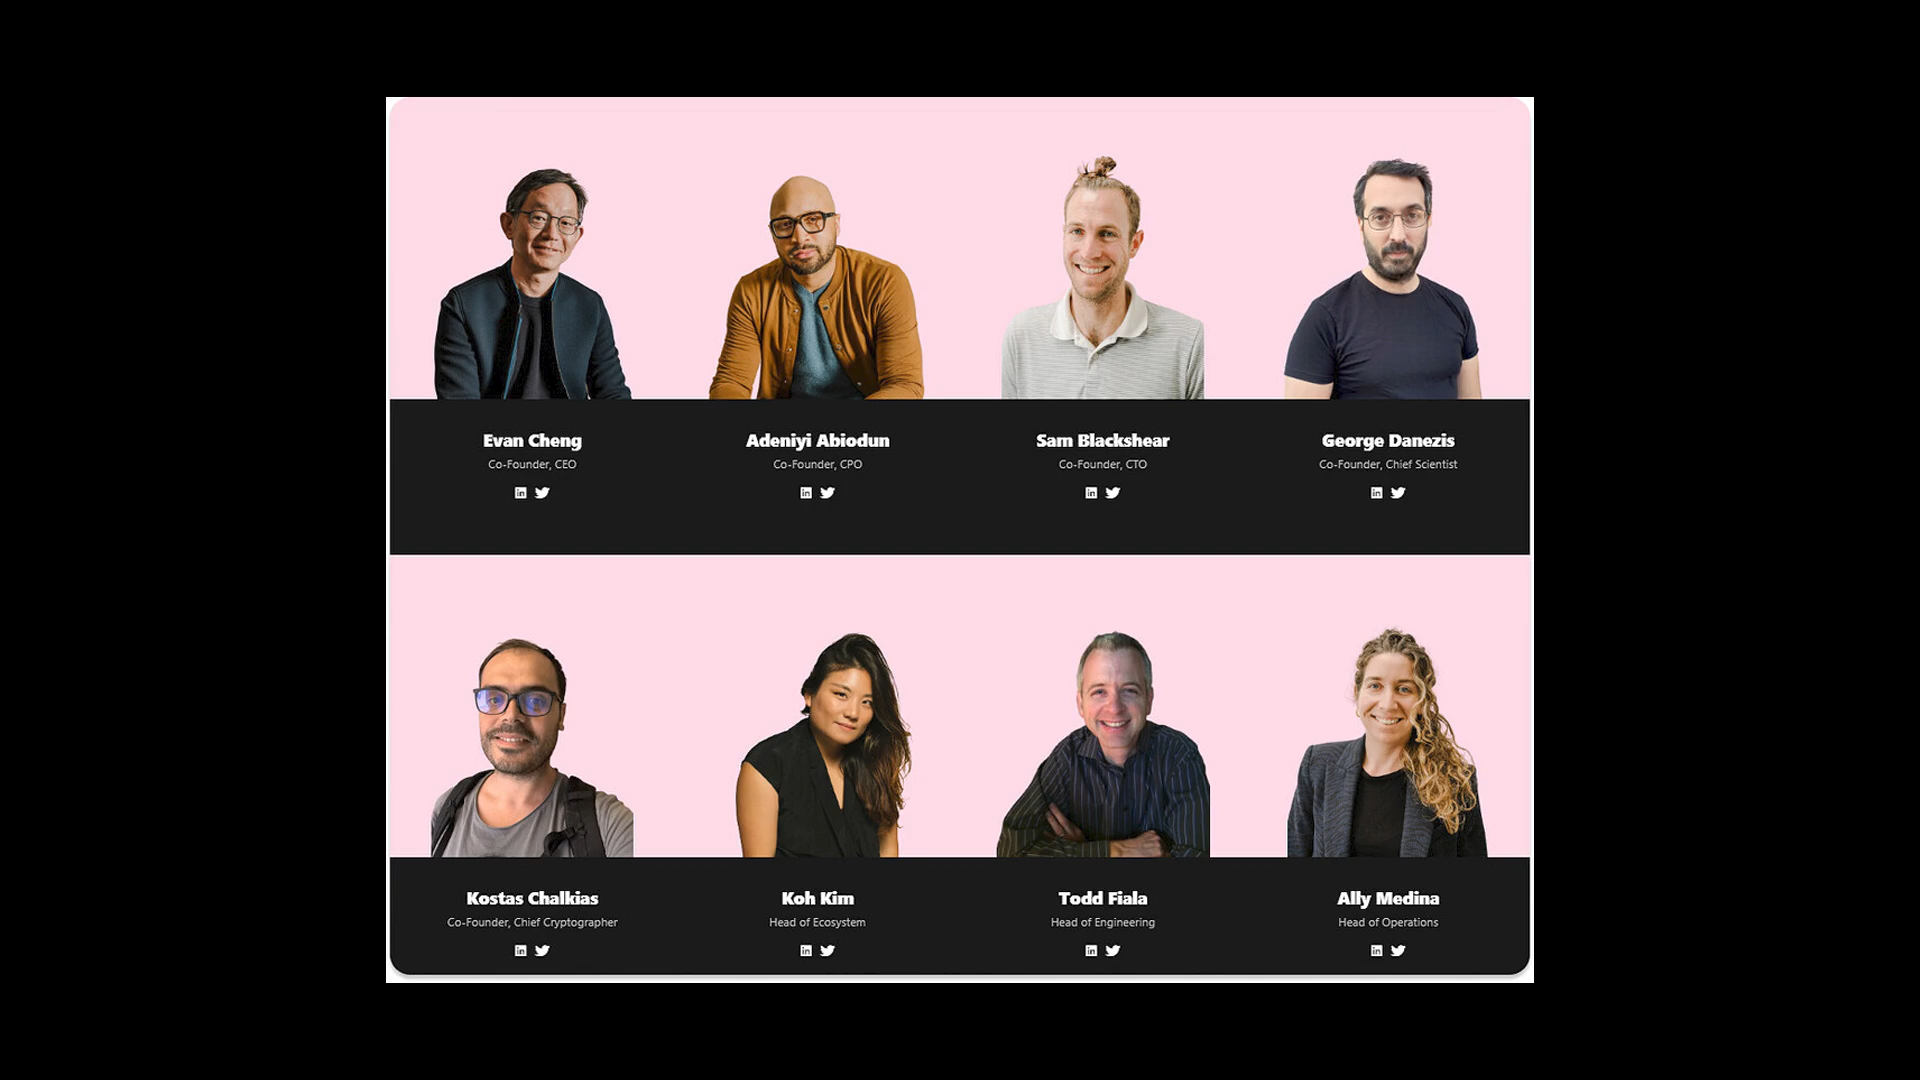 Evan Cheng
Co-Founder, CEO
Adeniyi Abiodun
Co-Founder, CPO
Sam Blackshear
Co-Founder, CTO
George Danezis
Co-Founder, Chief Scientist
Kostas Chalkias
Co-Founder, Chief Cryptographer
Koh Kim
Head of Ecosystem
Todd Fiala
Head of Engineering
Ally Medina
Head of Operations